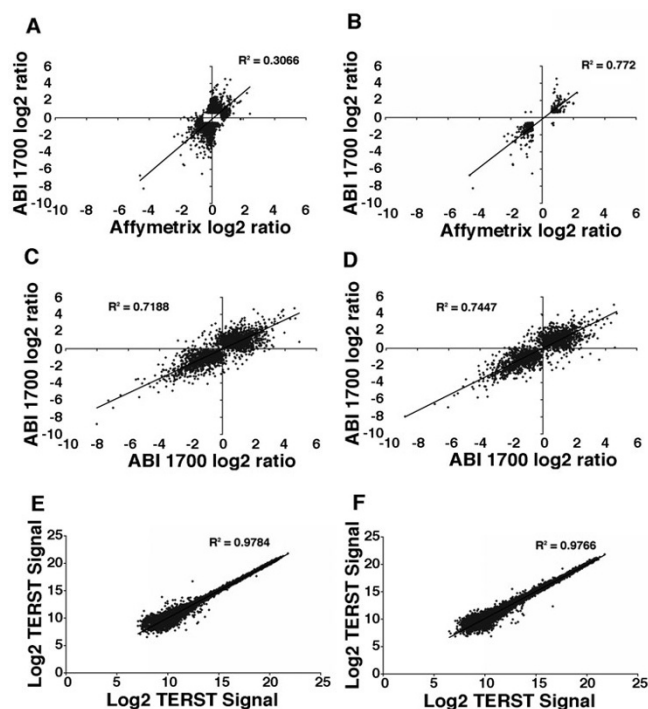 A
R² = 0.3066
ABI 1700 log2 ratio
6
4
2
0
-2
-4
-6
-8
-10
-10 -8 -6 -4 -2 0 2 4 6
Affymetrix log2 ratio
B
R² = 0.772
ABI 1700 log2 ratio
6
4
2
0
-2
-4
-6
-8
-10
-10 -8 -6 -4 -2 0 2 4 6
Affymetrix log2 ratio
C
R² = 0.7188
ABI 1700 log2 ratio
6
4
2
0
-2
-4
-6
-8
-10
-10 -8 -6 -4 -2 0 2 4 6
ABI 1700 log2 ratio
D
R² = 0.7447
ABI 1700 log2 ratio
6
4
2
0
-2
-4
-6
-8
-10
-10 -8 -6 -4 -2 0 2 4 6
ABI 1700 log2 ratio
E
R² = 0.9784
Log2 TERST Signal
25
20
15
10
5
0
0 5 10 15 20 25
Log2 TERST Signal
F
R² = 0.9766
Log2 TERST Signal
25
20
15
10
5
0
0 5 10 15 20 25
Log2 TERST Signal